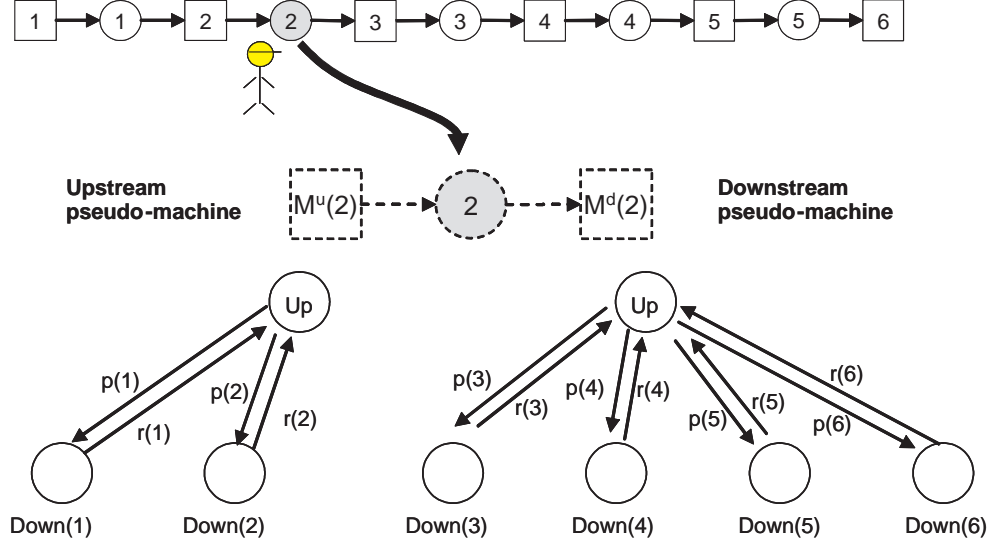 1 1 2 2 3 3 4 4 5 5 6
Upstream
pseudo-machine
Mᵘ(2)
2
Mᵈ(2)
Downstream
pseudo-machine
Up
Up
p(1)
r(1)
p(2)
r(2)
p(3)
r(3)
p(4)
r(4)
p(5)
r(5)
p(6)
r(6)
Down(1) Down(2) Down(3) Down(4) Down(5) Down(6)